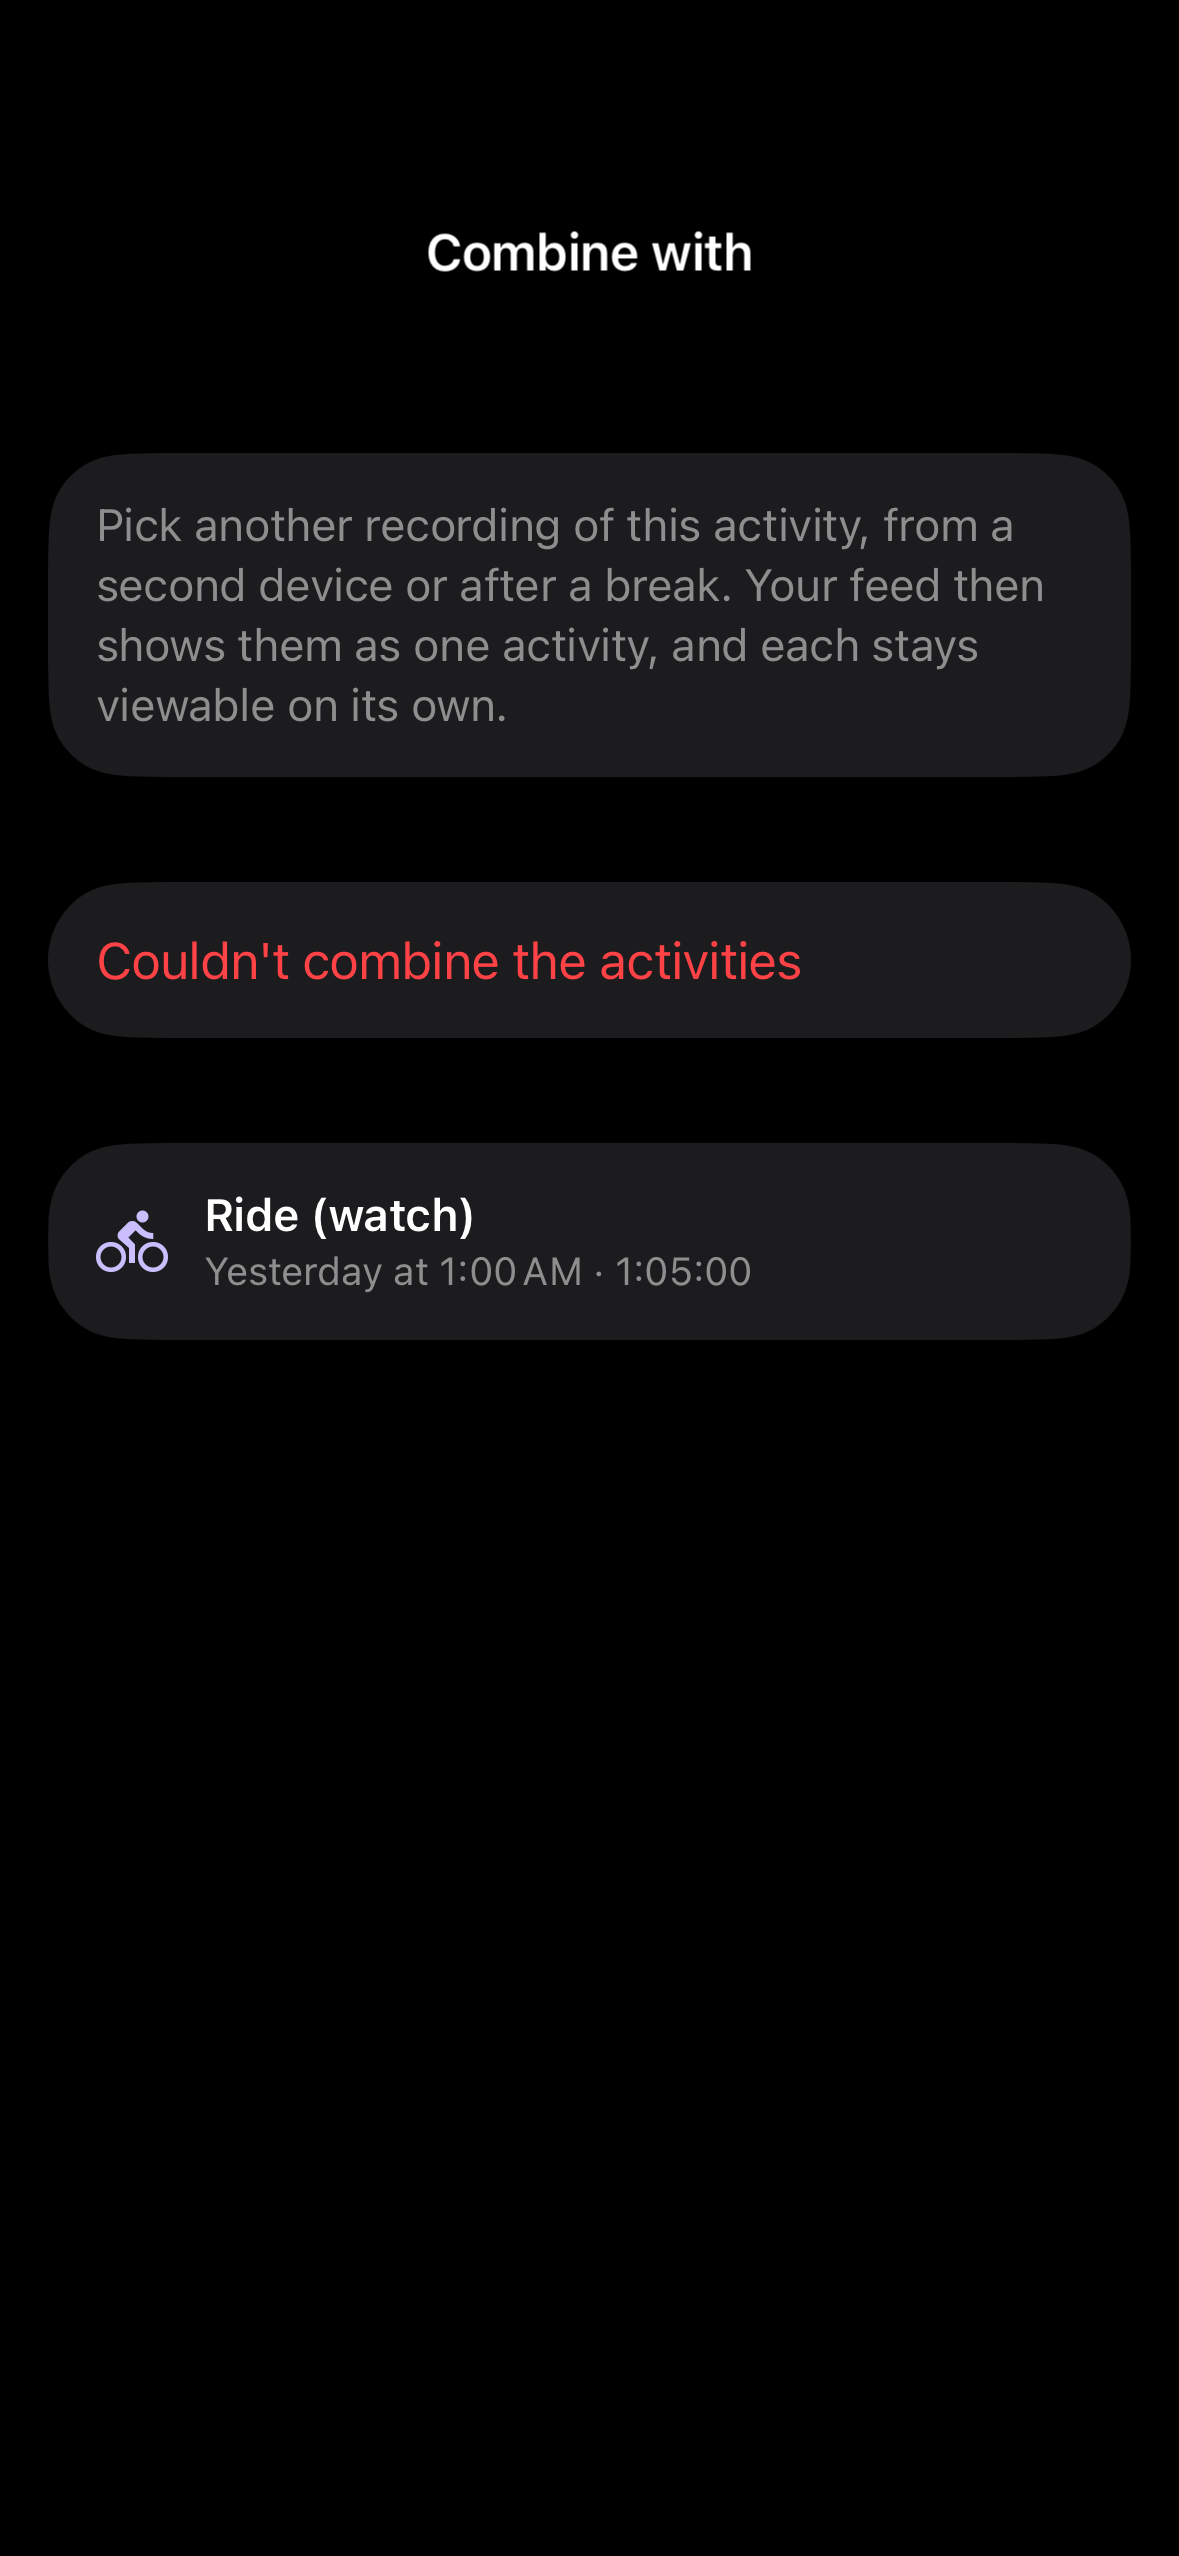 Combine with
Pick another recording of this activity, from a
second device or after a break. Your feed then
shows them as one activity, and each stays
viewable on its own.
Couldn't combine the activities
Ride (watch)
Yesterday at 1:00 AM · 1:05:00